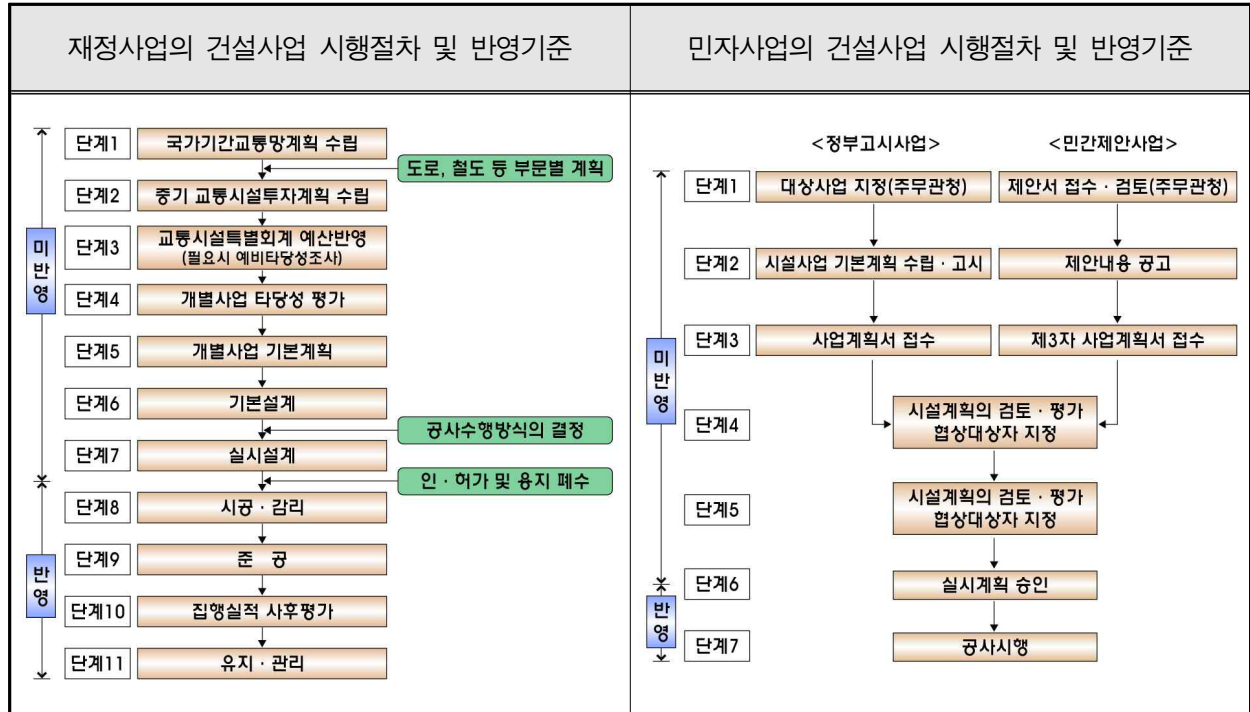 재정사업의 건설사업 시행절차 및 반영기준
단계1 국가기간교통망계획 수립
도로, 철도 등 부문별 계획
단계2 중기 교통시설투자계획 수립
단계3 교통시설특별회계 예산반영
(필요시 예비타당성조사)
단계4 개별사업 타당성 평가
단계5 개별사업 기본계획
단계6 기본설계
공사수행방식의 결정
단계7 실시설계
인·허가 및 용지 폐수
단계8 시공·감리
단계9 준 공
단계10 집행실적 사후평가
단계11 유지·관리
미반영
반영
민자사업의 건설사업 시행절차 및 반영기준
<정부고시사업> <민간제안사업>
단계1 대상사업 지정(주무관청) 제안서 접수·검토(주무관청)
단계2 시설사업 기본계획 수립·고시 제안내용 공고
단계3 사업계획서 접수 제3자 사업계획서 접수
단계4 시설계획의 검토·평가
협상대상자 지정
단계5 시설계획의 검토·평가
협상대상자 지정
단계6 실시계획 승인
단계7 공사시행
미반영
반영